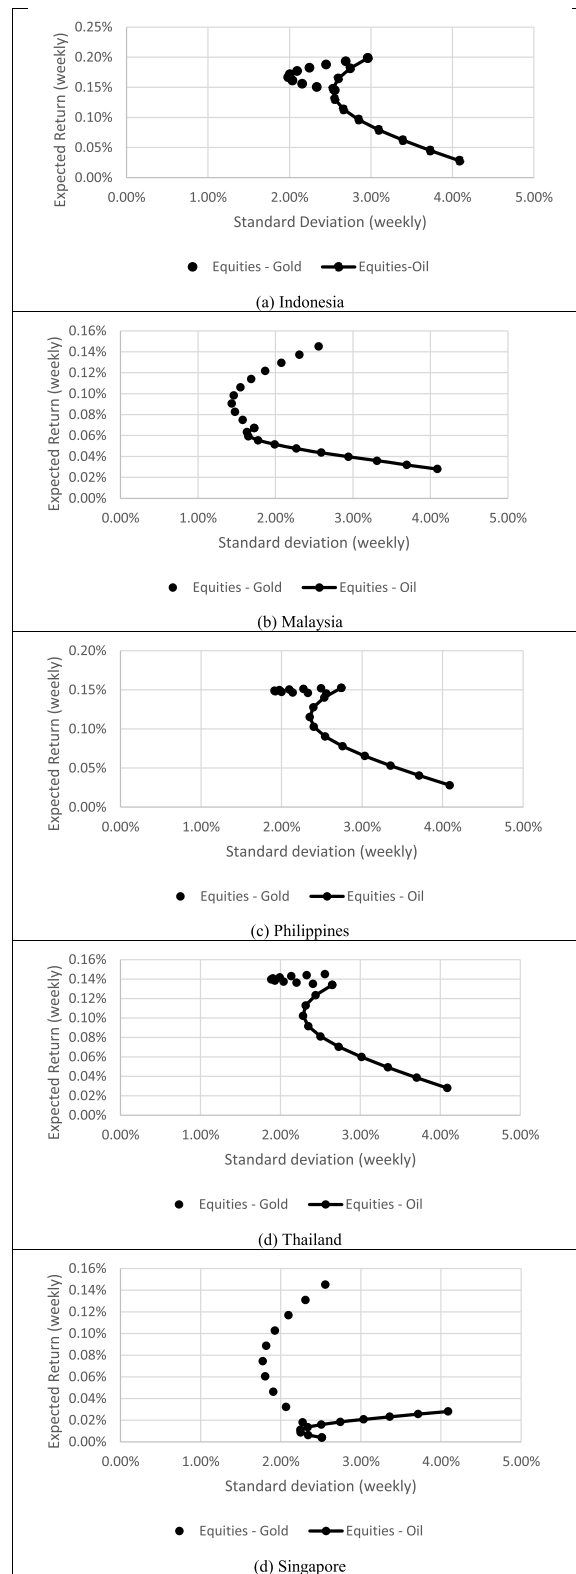 0.25%
0.20%
0.15%
0.10%
0.05%
0.00%
Expected Return (weekly)
0.00% 1.00% 2.00% 3.00% 4.00% 5.00%
Standard Deviation (weekly)
Equities - Gold Equities-Oil
(a) Indonesia
0.16%
0.14%
0.12%
0.10%
0.08%
0.06%
0.04%
0.02%
0.00%
Expected Return (weekly)
0.00% 1.00% 2.00% 3.00% 4.00% 5.00%
Standard deviation (weekly)
Equities - Gold Equities - Oil
(b) Malaysia
0.20%
0.15%
0.10%
0.05%
0.00%
Expected Return (weekly)
0.00% 1.00% 2.00% 3.00% 4.00% 5.00%
Standard deviation (weekly)
Equities - Gold Equities - Oil
(c) Philippines
0.16%
0.14%
0.12%
0.10%
0.08%
0.06%
0.04%
0.02%
0.00%
Expected Return (weekly)
0.00% 1.00% 2.00% 3.00% 4.00% 5.00%
Standard deviation (weekly)
Equities - Gold Equities - Oil
(d) Thailand
0.16%
0.14%
0.12%
0.10%
0.08%
0.06%
0.04%
0.02%
0.00%
Expected Return (weekly)
0.00% 1.00% 2.00% 3.00% 4.00% 5.00%
Standard deviation (weekly)
Equities - Gold Equities - Oil
(d) Singapore